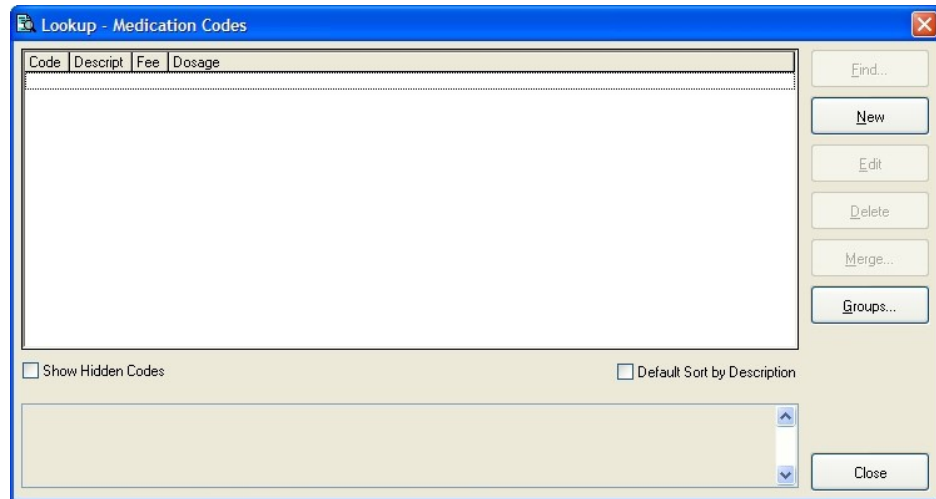 Lookup - Medication Codes
Code Descript Fee Dosage
Find...
New
Edit
Delete
Merge...
Groups...
Show Hidden Codes
Default Sort by Description
Close